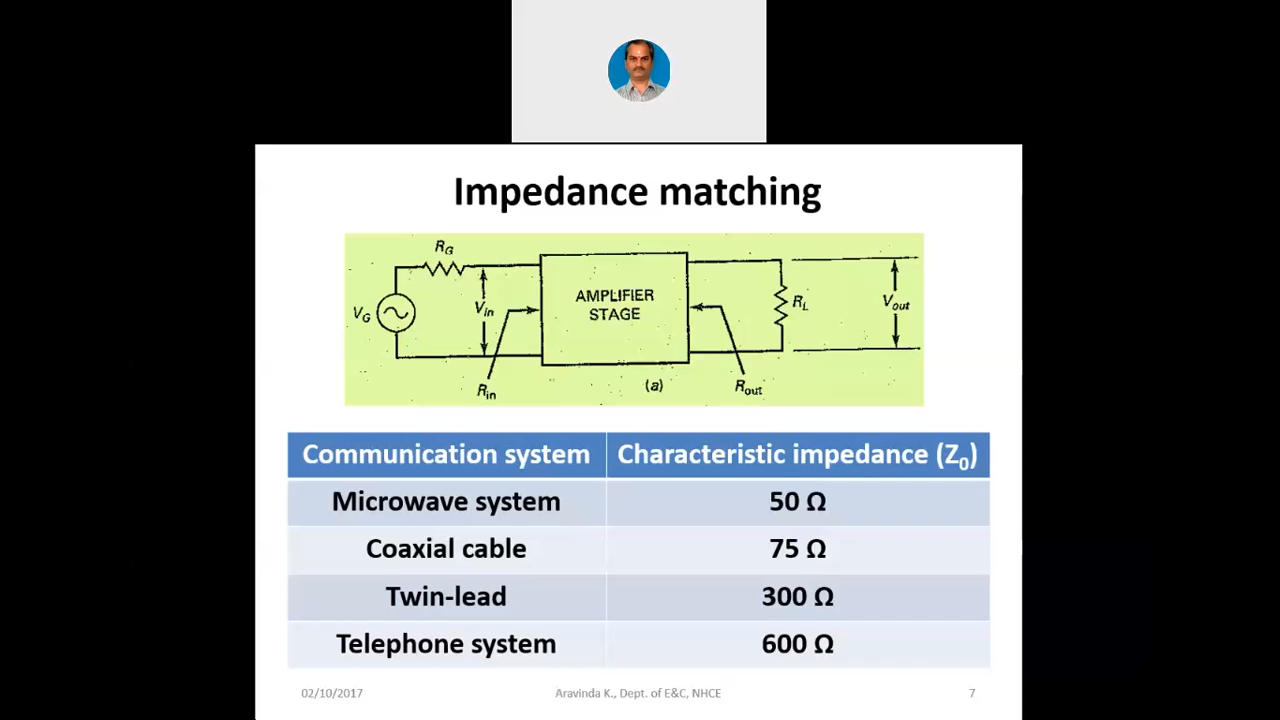 Impedance matching
R_G
V_G
V_in
AMPLIFIER
STAGE
R_L
V_out
R_in
(a)
R_out
Communication system Characteristic impedance (Z₀)
Microwave system 50 Ω
Coaxial cable 75 Ω
Twin-lead 300 Ω
Telephone system 600 Ω
02/10/2017 Aravinda K., Dept. of E&C, NHCE 7